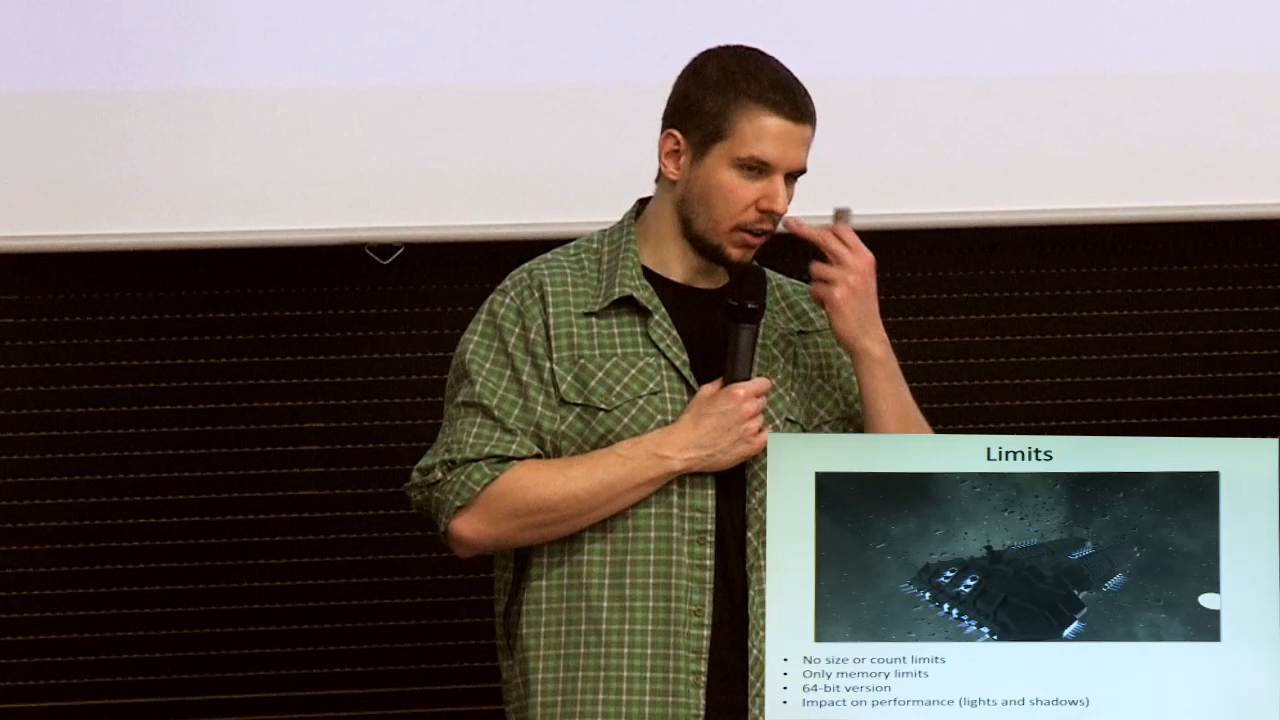 Limits
• No size or count limits
• Only memory limits
• 64-bit version
• Impact on performance (lights and shadows)